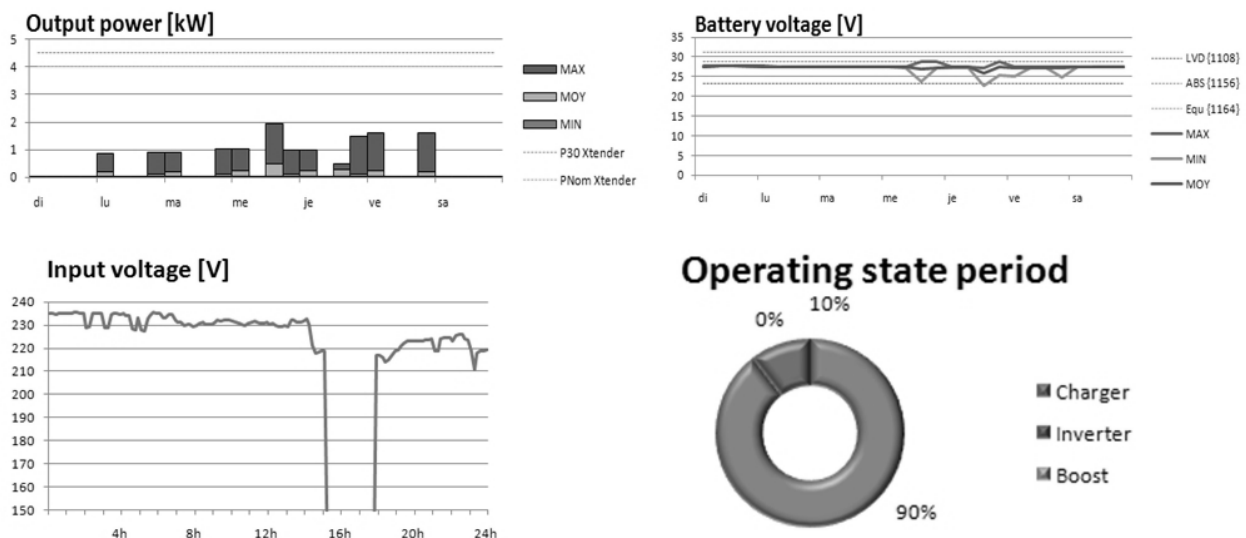 Output power [kW]
5
4
3
2
1
0
di lu ma me je ve sa
MAX
MOY
MIN
P30 Xtender
PNom Xtender
Battery voltage [V]
35
30
25
20
15
10
5
0
di lu ma me je ve sa
LVD {1108}
ABS {1156}
Equ {1164}
MAX
MIN
MOY
Input voltage [V]
240
230
220
210
200
190
180
170
160
150
4h 8h 12h 16h 20h 24h
Operating state period
0% 10%
90%
Charger
Inverter
Boost